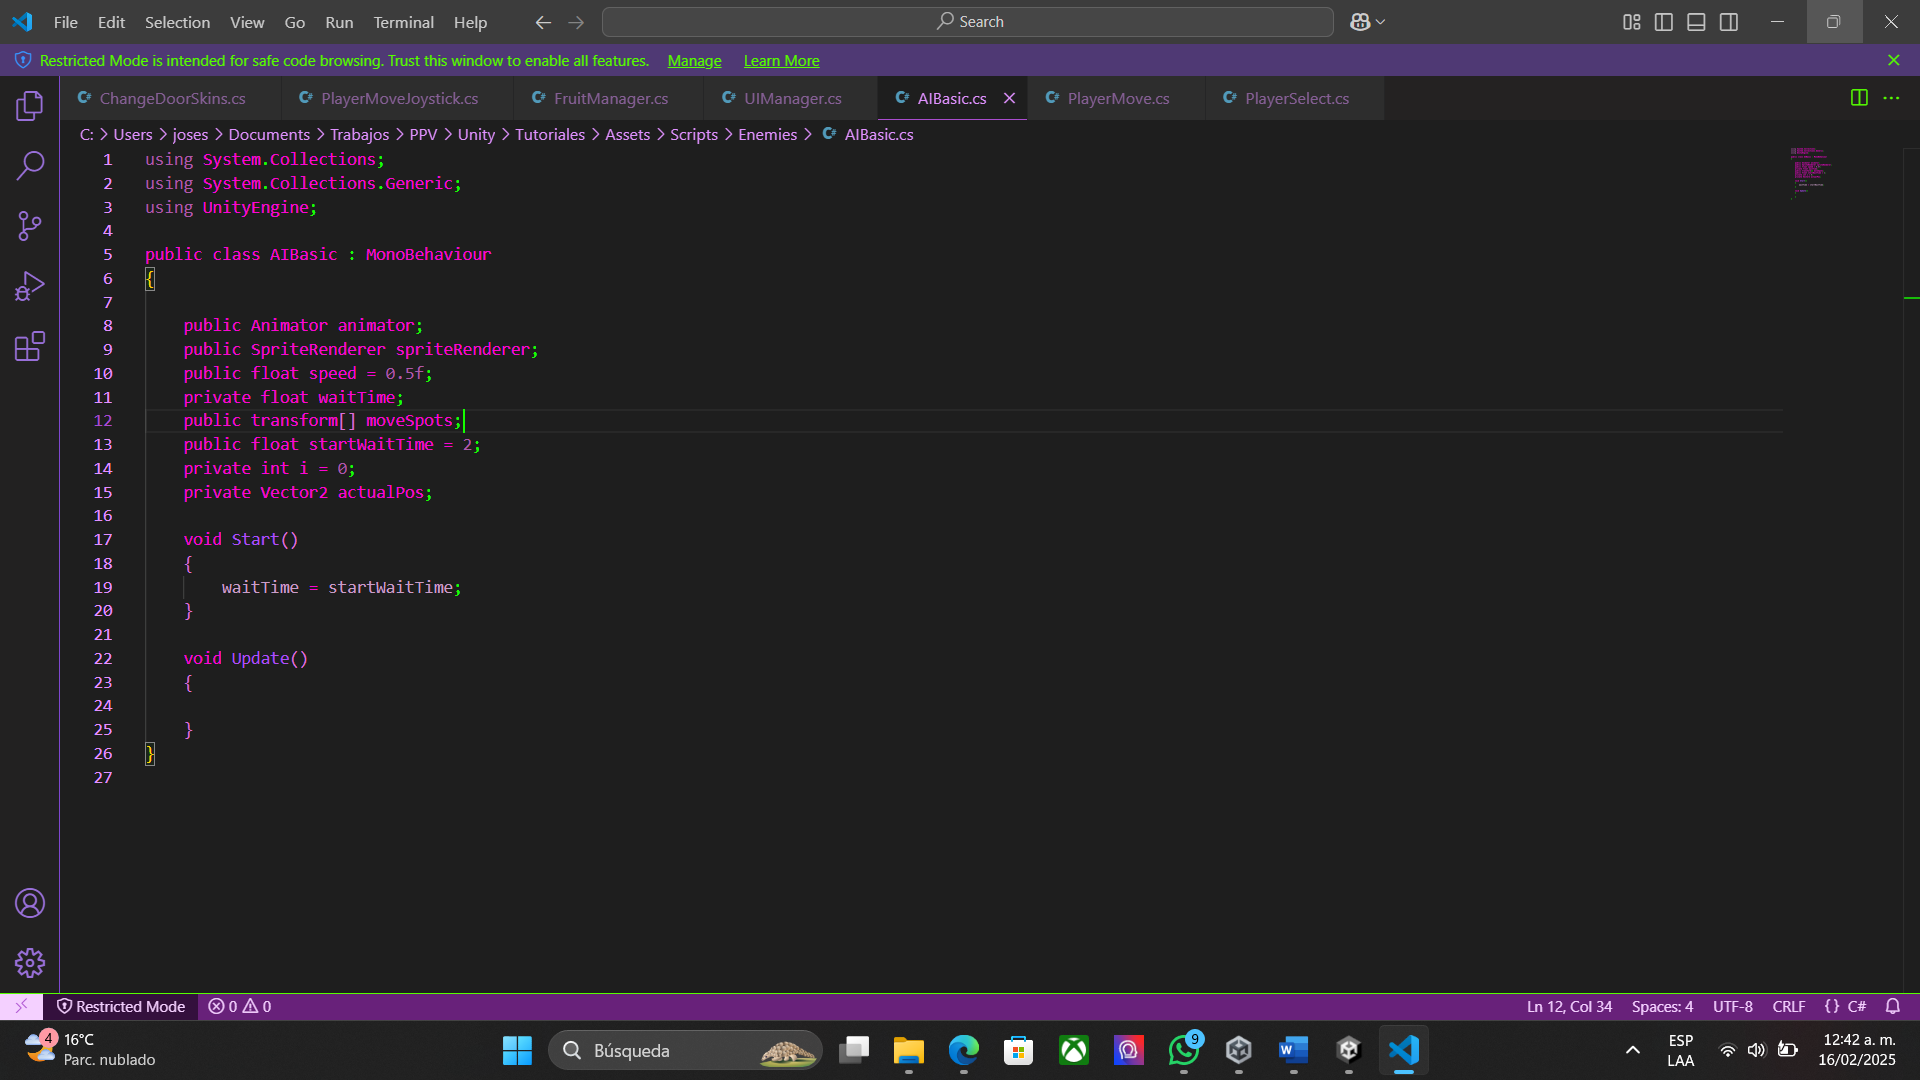 File Edit Selection View Go Run Terminal Help Search
Restricted Mode is intended for safe code browsing. Trust this window to enable all features. Manage Learn More
ChangeDoorSkins.cs PlayerMoveJoystick.cs FruitManager.cs UIManager.cs AIBasic.cs PlayerMove.cs PlayerSelect.cs
C: > Users > joses > Documents > Trabajos > PPV > Unity > Tutoriales > Assets > Scripts > Enemies > AIBasic.cs
1 using System.Collections;
2 using System.Collections.Generic;
3 using UnityEngine;
4
5 public class AIBasic : MonoBehaviour
6 {
7
8 public Animator animator;
9 public SpriteRenderer spriteRenderer;
10 public float speed = 0.5f;
11 private float waitTime;
12 public transform[] moveSpots;
13 public float startWaitTime = 2;
14 private int i = 0;
15 private Vector2 actualPos;
16
17 void Start()
18 {
19 waitTime = startWaitTime;
20 }
21
22 void Update()
23 {
24
25 }
26 }
27
Restricted Mode 0 0 Ln 12, Col 34 Spaces: 4 UTF-8 CRLF {} C#
4 16°C
Parc. nublado
Búsqueda
9
ESP
LAA
12:42 a. m.
16/02/2025